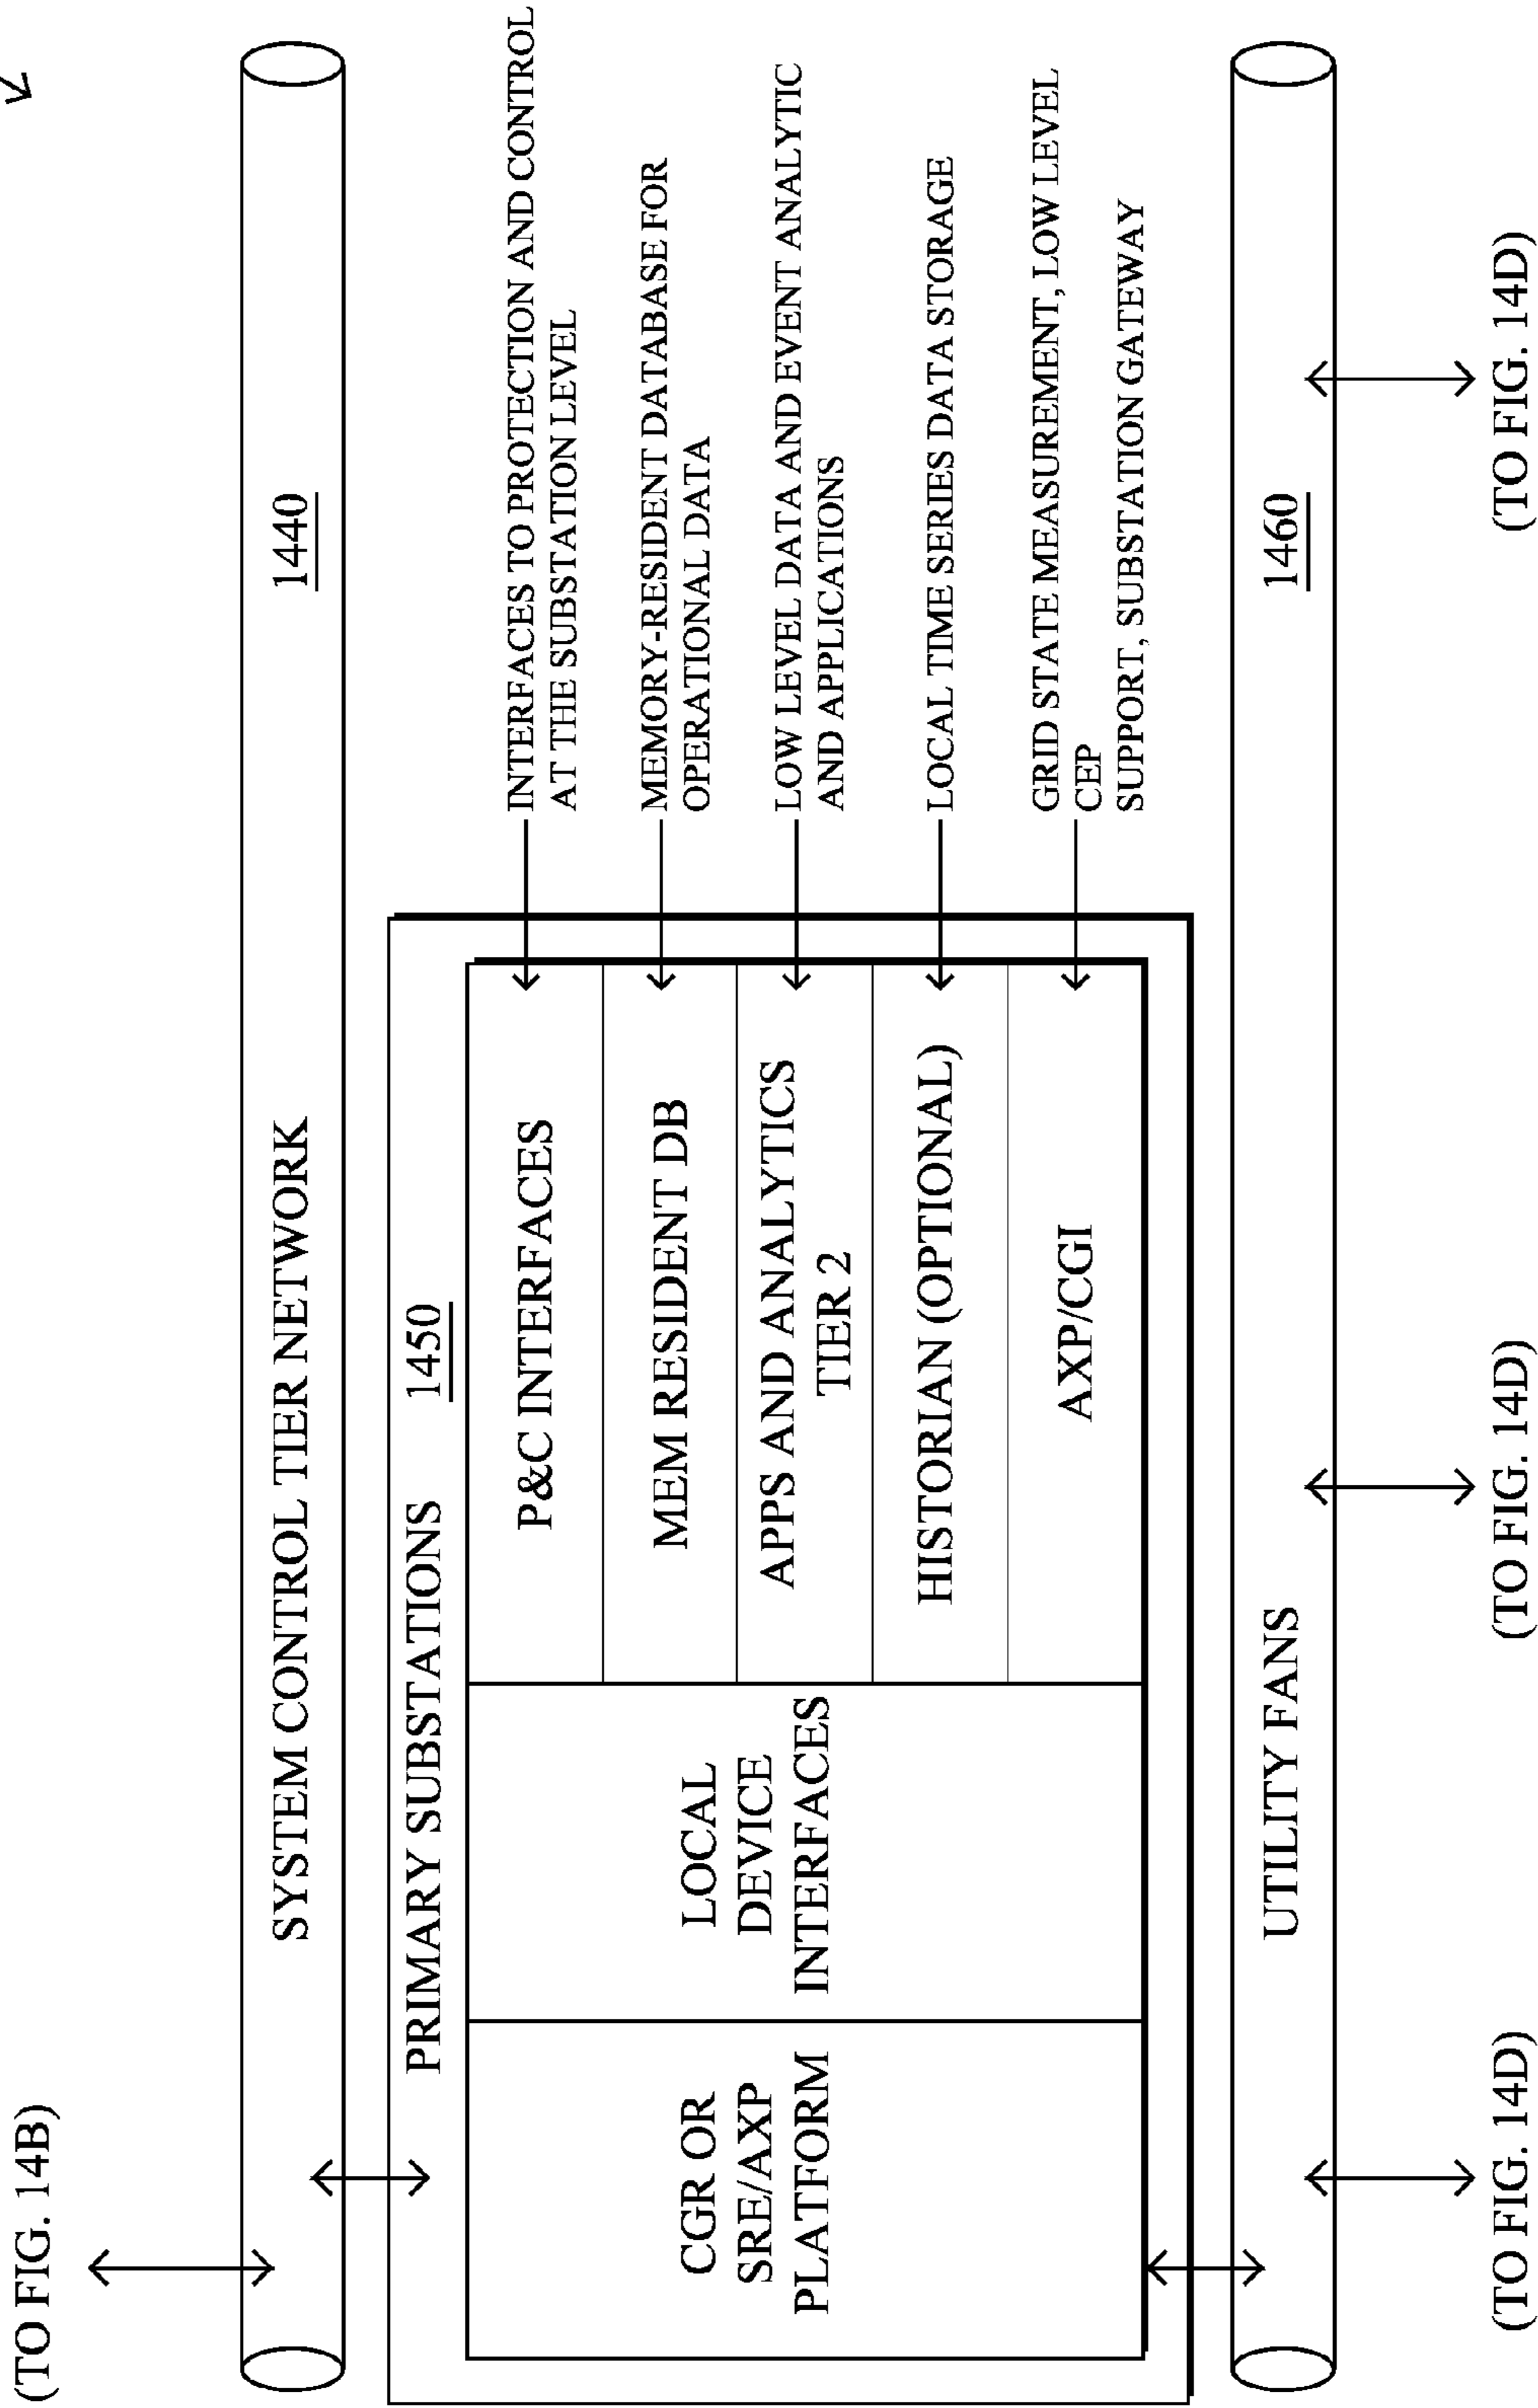 (TO FIG. 14B)
SYSTEM CONTROL TIER NETWORK
1440
PRIMARY SUBSTATIONS
1450
CGR OR
SRE/AXP
PLATFORM
LOCAL
DEVICE
INTERFACES
P&C INTERFACES
MEM RESIDENT DB
APPS AND ANALYTICS
TIER 2
HISTORIAN (OPTIONAL)
AXP/CGI
INTERFACES TO PROTECTION AND CONTROL
AT THE SUBSTATION LEVEL
MEMORY-RESIDENT DATABASE FOR
OPERATIONAL DATA
LOW LEVEL DATA AND EVENT ANALYTIC
AND APPLICATIONS
LOCAL TIME SERIES DATA STORAGE
GRID STATE MEASUREMENT, LOW LEVEL
CEP
SUPPORT, SUBSTATION GATEWAY
UTILITY FANS
1460
(TO FIG. 14D)
(TO FIG. 14D)
(TO FIG. 14D)